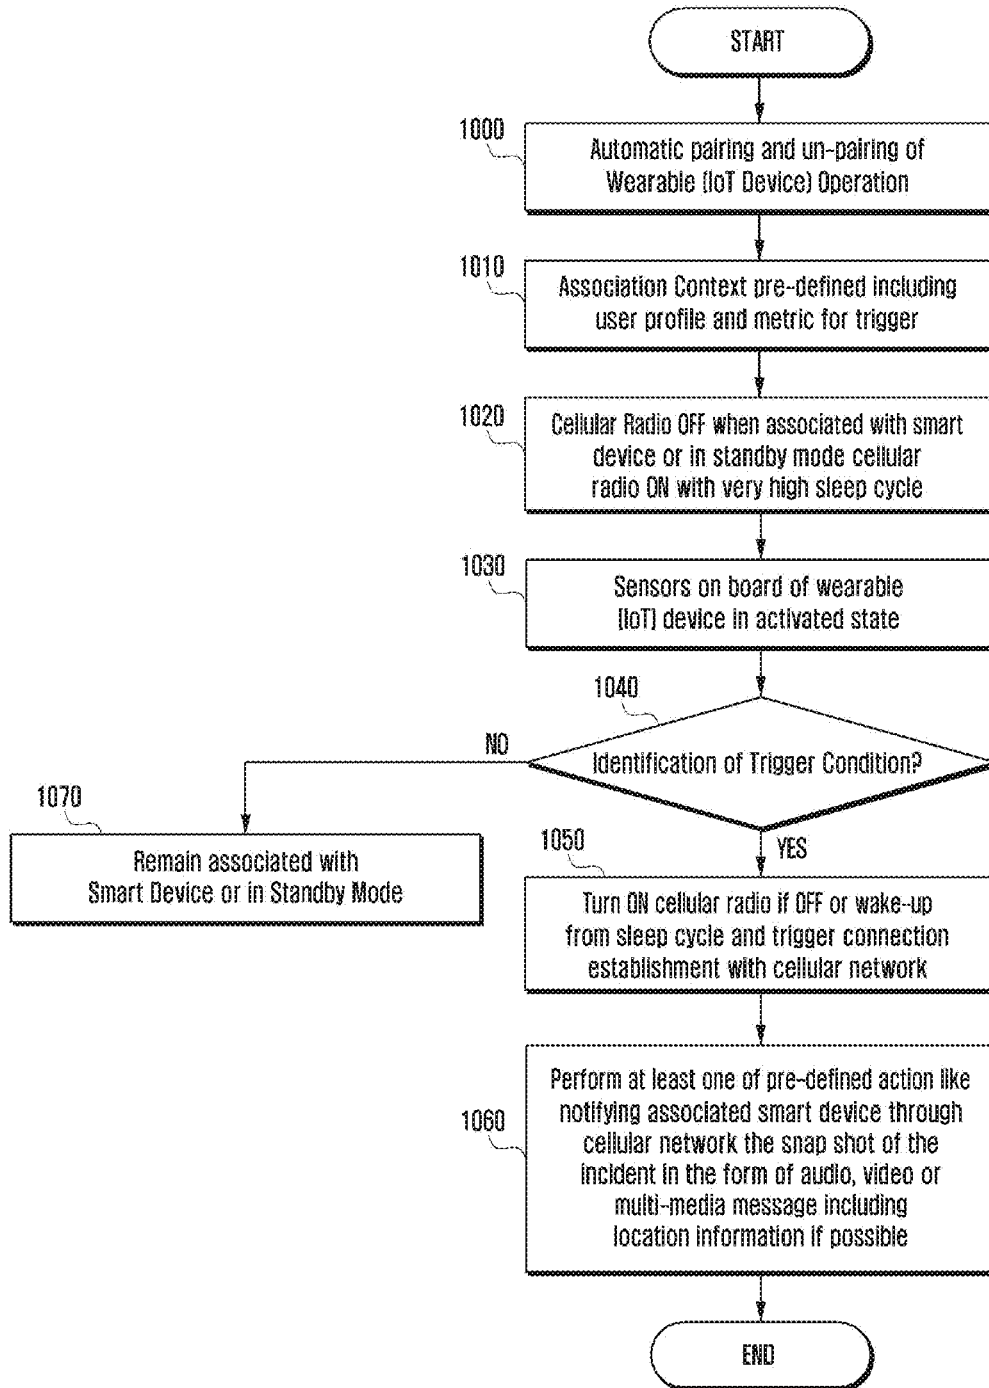 START
1000
Automatic pairing and un-pairing of
Wearable (IoT Device) Operation
1010
Association Context pre-defined including
user profile and metric for trigger
1020
Cellular Radio OFF when associated with smart
device or in standby mode cellular
radio ON with very high sleep cycle
1030
Sensors on board of wearable
(IoT) device in activated state
1040
Identification of Trigger Condition?
NO
YES
1070
Remain associated with
Smart Device or in Standby Mode
1050
Turn ON cellular radio if OFF or wake-up
from sleep cycle and trigger connection
establishment with cellular network
1060
Perform at least one of pre-defined action like
notifying associated smart device through
cellular network the snap shot of the
incident in the form of audio, video or
multi-media message including
location information if possible
END